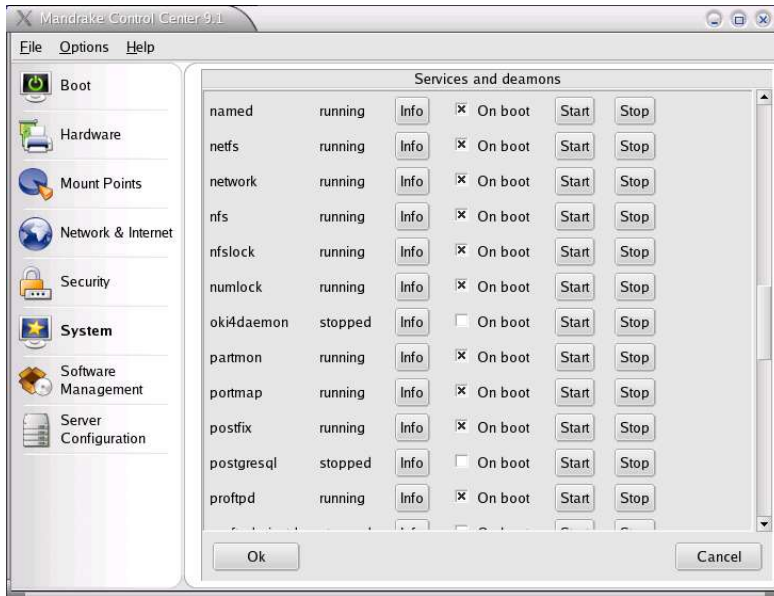 Mandrake Control Center 9.1
File Options Help
Boot
Hardware
Mount Points
Network & Internet
Security
System
Software
Management
Server
Configuration
Services and deamons
named running Info On boot Start Stop
netfs running Info On boot Start Stop
network running Info On boot Start Stop
nfs running Info On boot Start Stop
nfslock running Info On boot Start Stop
numlock running Info On boot Start Stop
oki4daemon stopped Info On boot Start Stop
partmon running Info On boot Start Stop
portmap running Info On boot Start Stop
postfix running Info On boot Start Stop
postgresql stopped Info On boot Start Stop
proftpd running Info On boot Start Stop
Ok Cancel